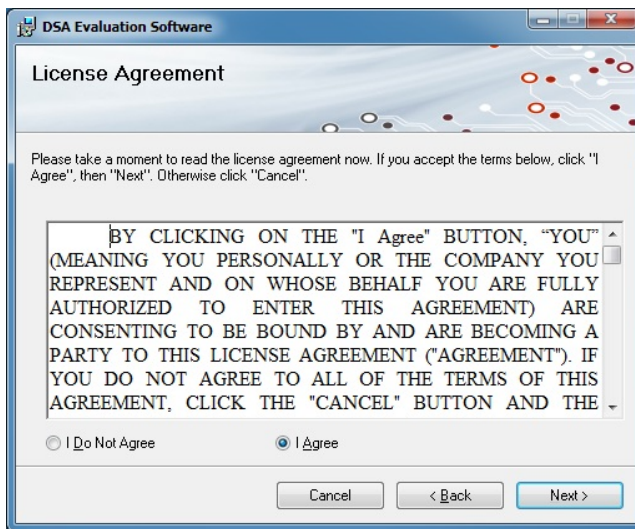 DSA Evaluation Software
License Agreement
Please take a moment to read the license agreement now. If you accept the terms below, click "I
Agree", then "Next". Otherwise click "Cancel".
BY CLICKING ON THE "I Agree" BUTTON, “YOU”
(MEANING YOU PERSONALLY OR THE COMPANY YOU
REPRESENT AND ON WHOSE BEHALF YOU ARE FULLY
AUTHORIZED TO ENTER THIS AGREEMENT) ARE
CONSENTING TO BE BOUND BY AND ARE BECOMING A
PARTY TO THIS LICENSE AGREEMENT ("AGREEMENT"). IF
YOU DO NOT AGREE TO ALL OF THE TERMS OF THIS
AGREEMENT, CLICK THE "CANCEL" BUTTON AND THE
I Do Not Agree I Agree
Cancel < Back Next >